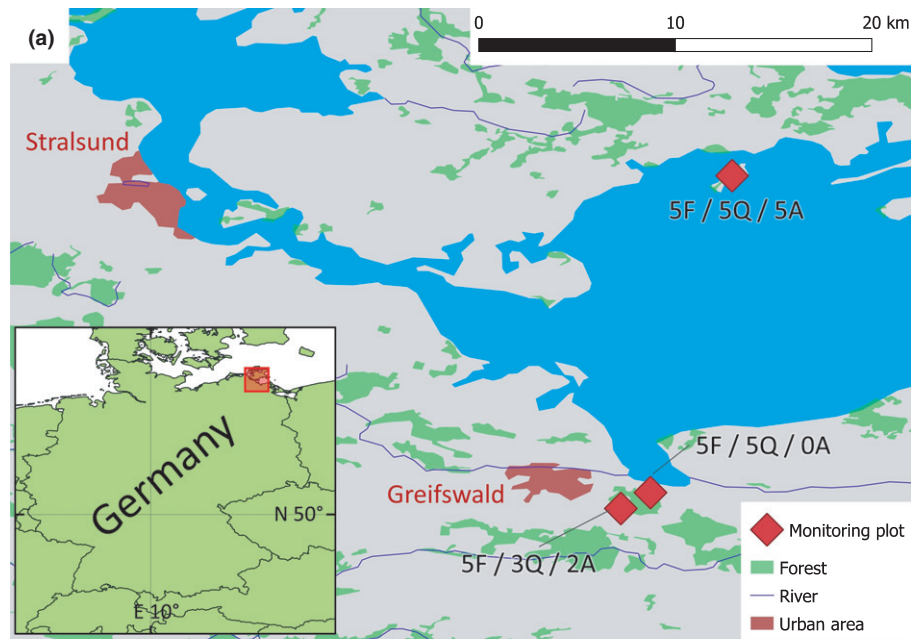 (a)
0 10 20 km
Stralsund
5F / 5Q / 5A
Germany
N 50°
E 10°
Greifswald
5F / 5Q / 0A
5F / 3Q / 2A
Monitoring plot
Forest
River
Urban area